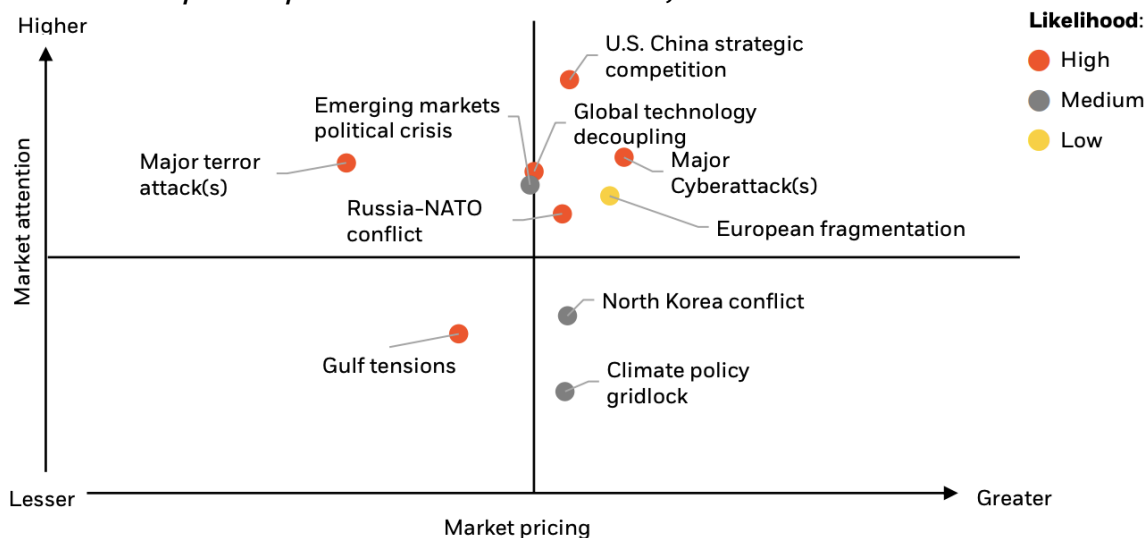 Higher
Likelihood:
High
Medium
Low
U.S. China strategic
competition
Emerging markets
political crisis
Global technology
decoupling
Major terror
attack(s)
Major
Cyberattack(s)
Russia-NATO
conflict
European fragmentation
Market attention
North Korea conflict
Gulf tensions
Climate policy
gridlock
Lesser
Greater
Market pricing